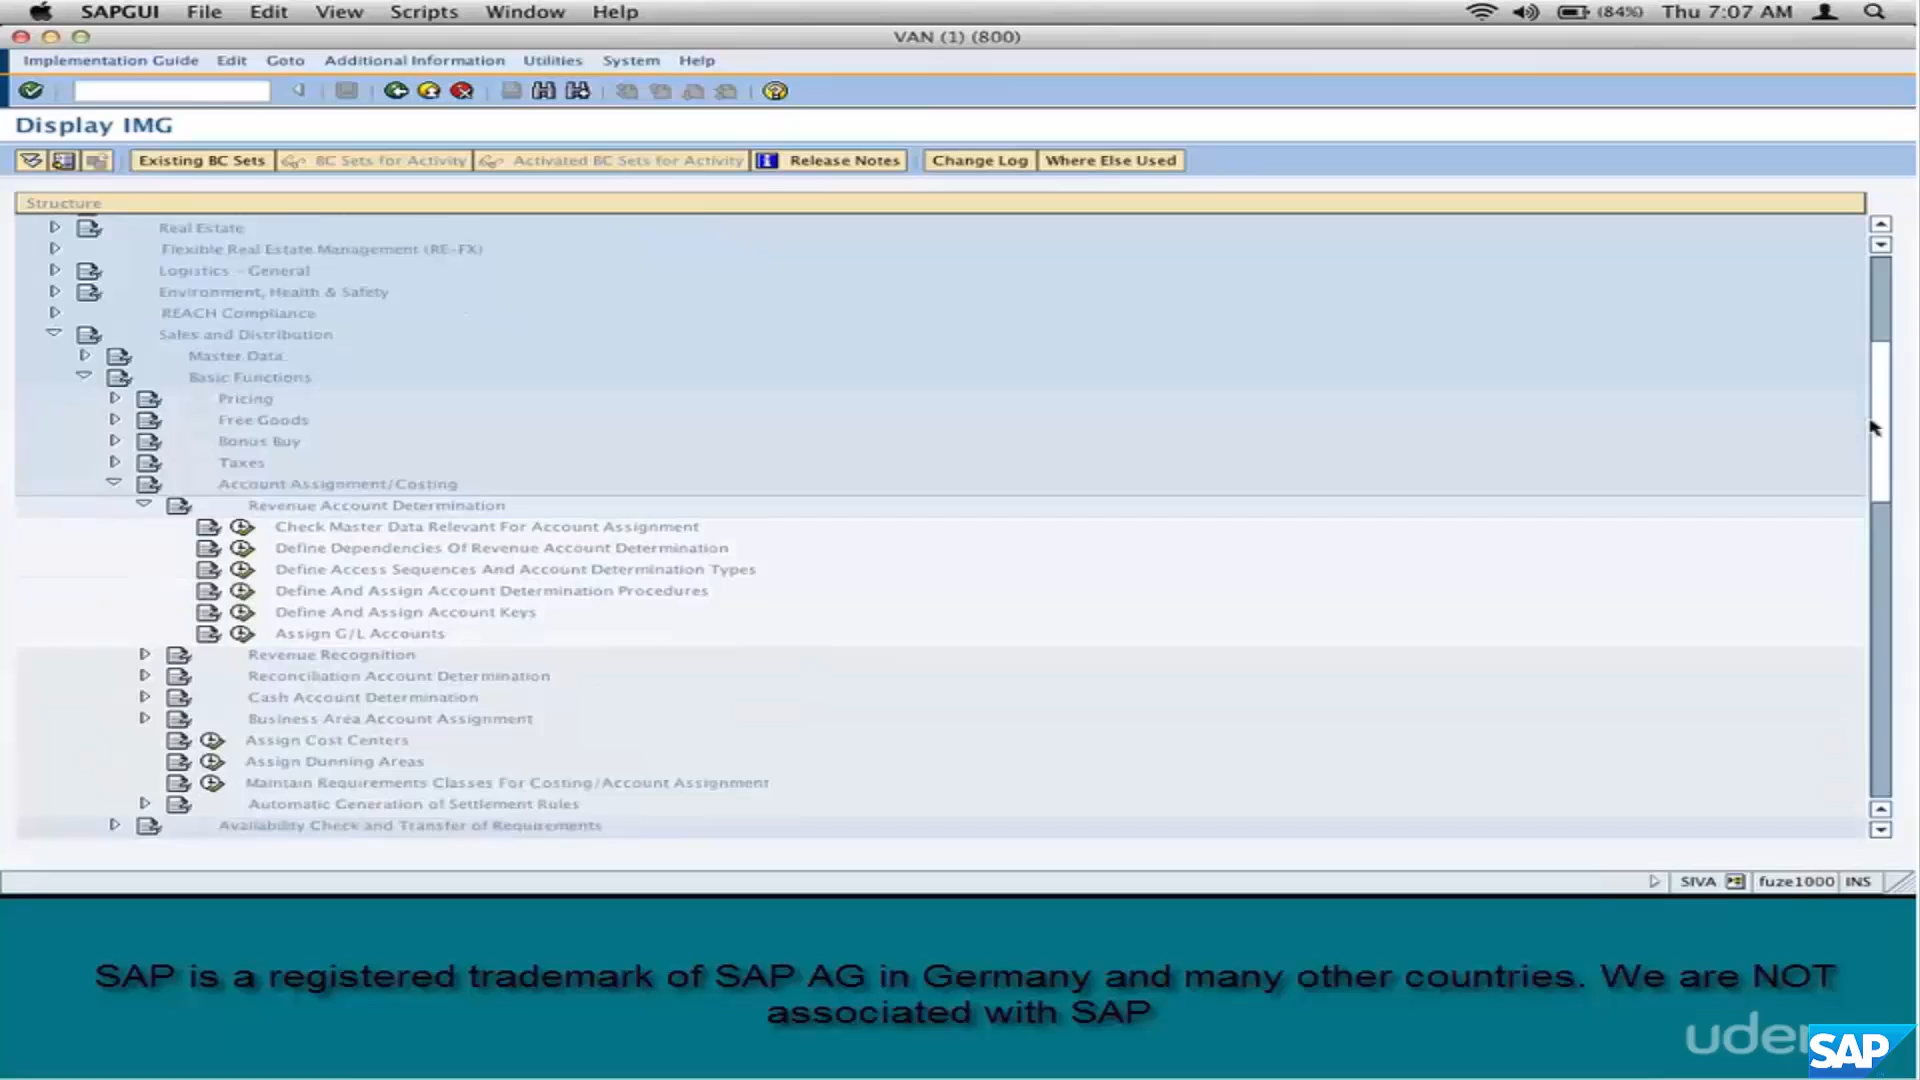 SAPGUI File Edit View Scripts Window Help (84%) Thu 7:07 AM
VAN (1) (800)
Implementation Guide Edit Goto Additional Information Utilities System Help
Display IMG
Existing BC Sets BC Sets for Activity Activated BC Sets for Activity Release Notes Change Log Where Else Used
Structure
Real Estate
Flexible Real Estate Management (RE-FX)
Logistics - General
Environment, Health & Safety
REACH Compliance
Sales and Distribution
Master Data
Basic Functions
Pricing
Free Goods
Bonus Buy
Taxes
Account Assignment/Costing
Revenue Account Determination
Check Master Data Relevant For Account Assignment
Define Dependencies Of Revenue Account Determination
Define Access Sequences And Account Determination Types
Define And Assign Account Determination Procedures
Define And Assign Account Keys
Assign G/L Accounts
Revenue Recognition
Reconciliation Account Determination
Cash Account Determination
Business Area Account Assignment
Assign Cost Centers
Assign Dunning Areas
Maintain Requirements Classes For Costing/Account Assignment
Automatic Generation of Settlement Rules
Availability Check and Transfer of Requirements
SIVA fuze1000 INS
SAP is a registered trademark of SAP AG in Germany and many other countries. We are NOT
associated with SAP
SAP